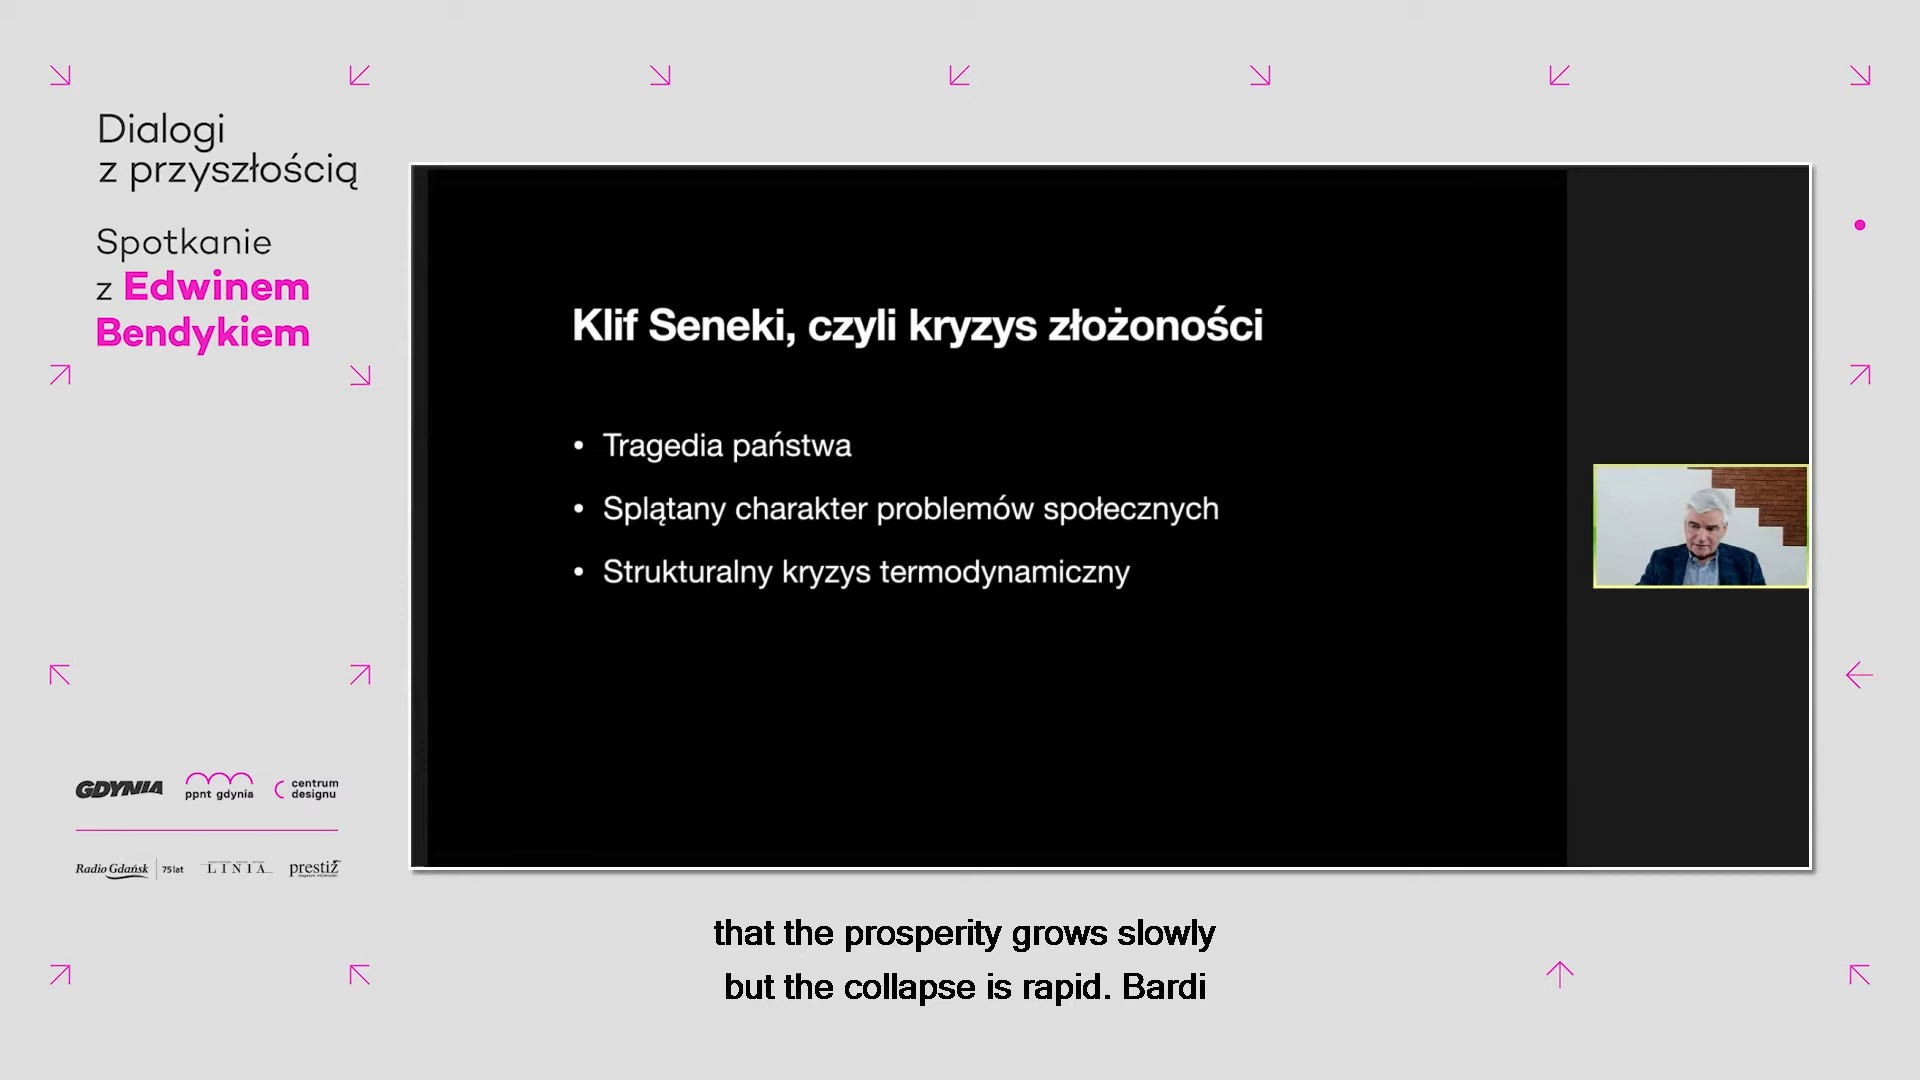 Dialogi
z przyszłością
Spotkanie
z Edwinem
Bendykiem
Klif Seneki, czyli kryzys złożoności
• Tragedia państwa
• Splątany charakter problemów społecznych
• Strukturalny kryzys termodynamiczny
GDYNIA
ppnt gdynia
centrum
designu
Radio Gdańsk
75lat
LINIA
prestiż
that the prosperity grows slowly
but the collapse is rapid. Bardi